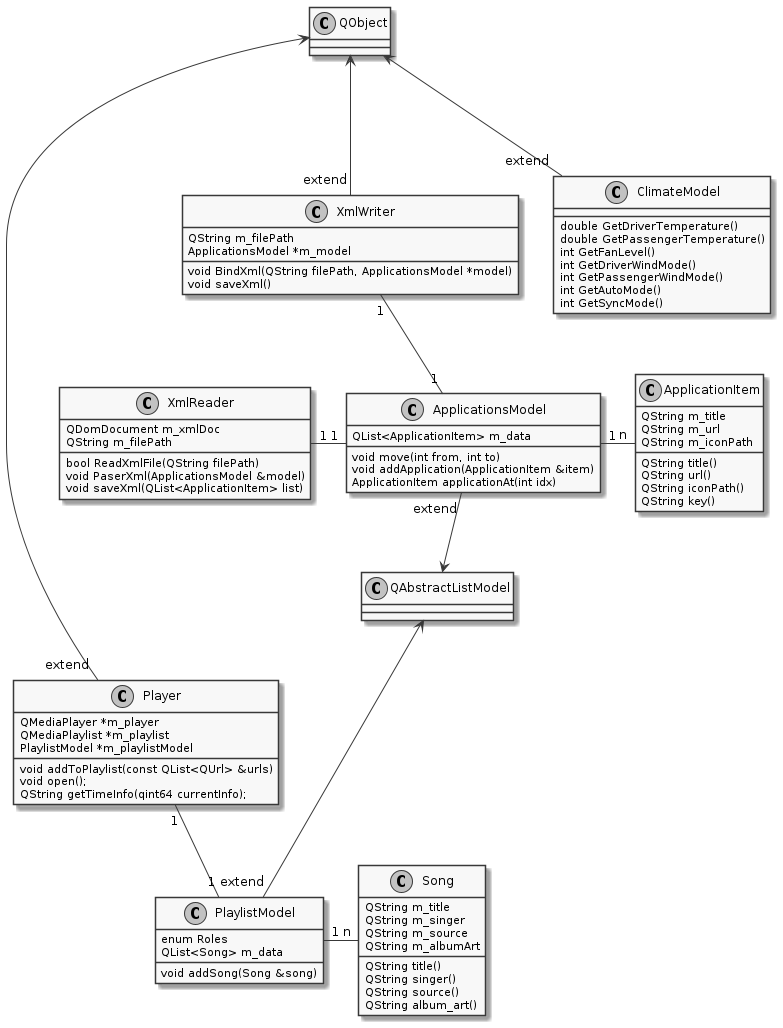 C QObject
extend
extend
C XmlWriter
QString m_filePath
ApplicationsModel *m_model
void BindXml(QString filePath, ApplicationsModel *model)
void saveXml()
C ClimateModel
double GetDriverTemperature()
double GetPassengerTemperature()
int GetFanLevel()
int GetDriverWindMode()
int GetPassengerWindMode()
int GetAutoMode()
int GetSyncMode()
1
1
C XmlReader
QDomDocument m_xmlDoc
QString m_filePath
bool ReadXmlFile(QString filePath)
void PaserXml(ApplicationsModel &model)
void saveXml(QList<ApplicationItem> list)
1 1
C ApplicationsModel
QList<ApplicationItem> m_data
void move(int from, int to)
void addApplication(ApplicationItem &item)
ApplicationItem applicationAt(int idx)
1 n
C ApplicationItem
QString m_title
QString m_url
QString m_iconPath
QString title()
QString url()
QString iconPath()
QString key()
extend
C QAbstractListModel
extend
C Player
QMediaPlayer *m_player
QMediaPlaylist *m_playlist
PlaylistModel *m_playlistModel
void addToPlaylist(const QList<QUrl> &urls)
void open();
QString getTimeInfo(qint64 currentInfo);
1
1 extend
C PlaylistModel
enum Roles
QList<Song> m_data
void addSong(Song &song)
1 n
C Song
QString m_title
QString m_singer
QString m_source
QString m_albumArt
QString title()
QString singer()
QString source()
QString album_art()